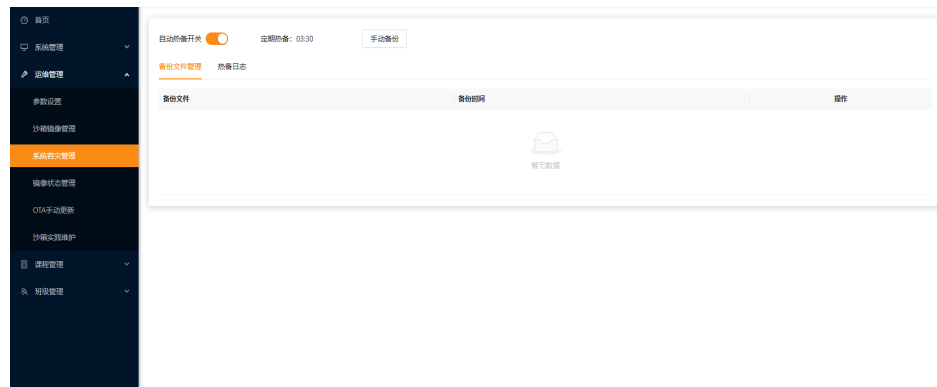 首页
系统管理
运维管理
参数设置
沙箱镜像管理
系统容灾管理
镜像状态管理
OTA手动更新
沙箱实践维护
课程管理
班级管理
自动热备开关 定期热备：03:30 手动备份
备份文件管理 热备日志
备份文件 备份时间 操作
暂无数据